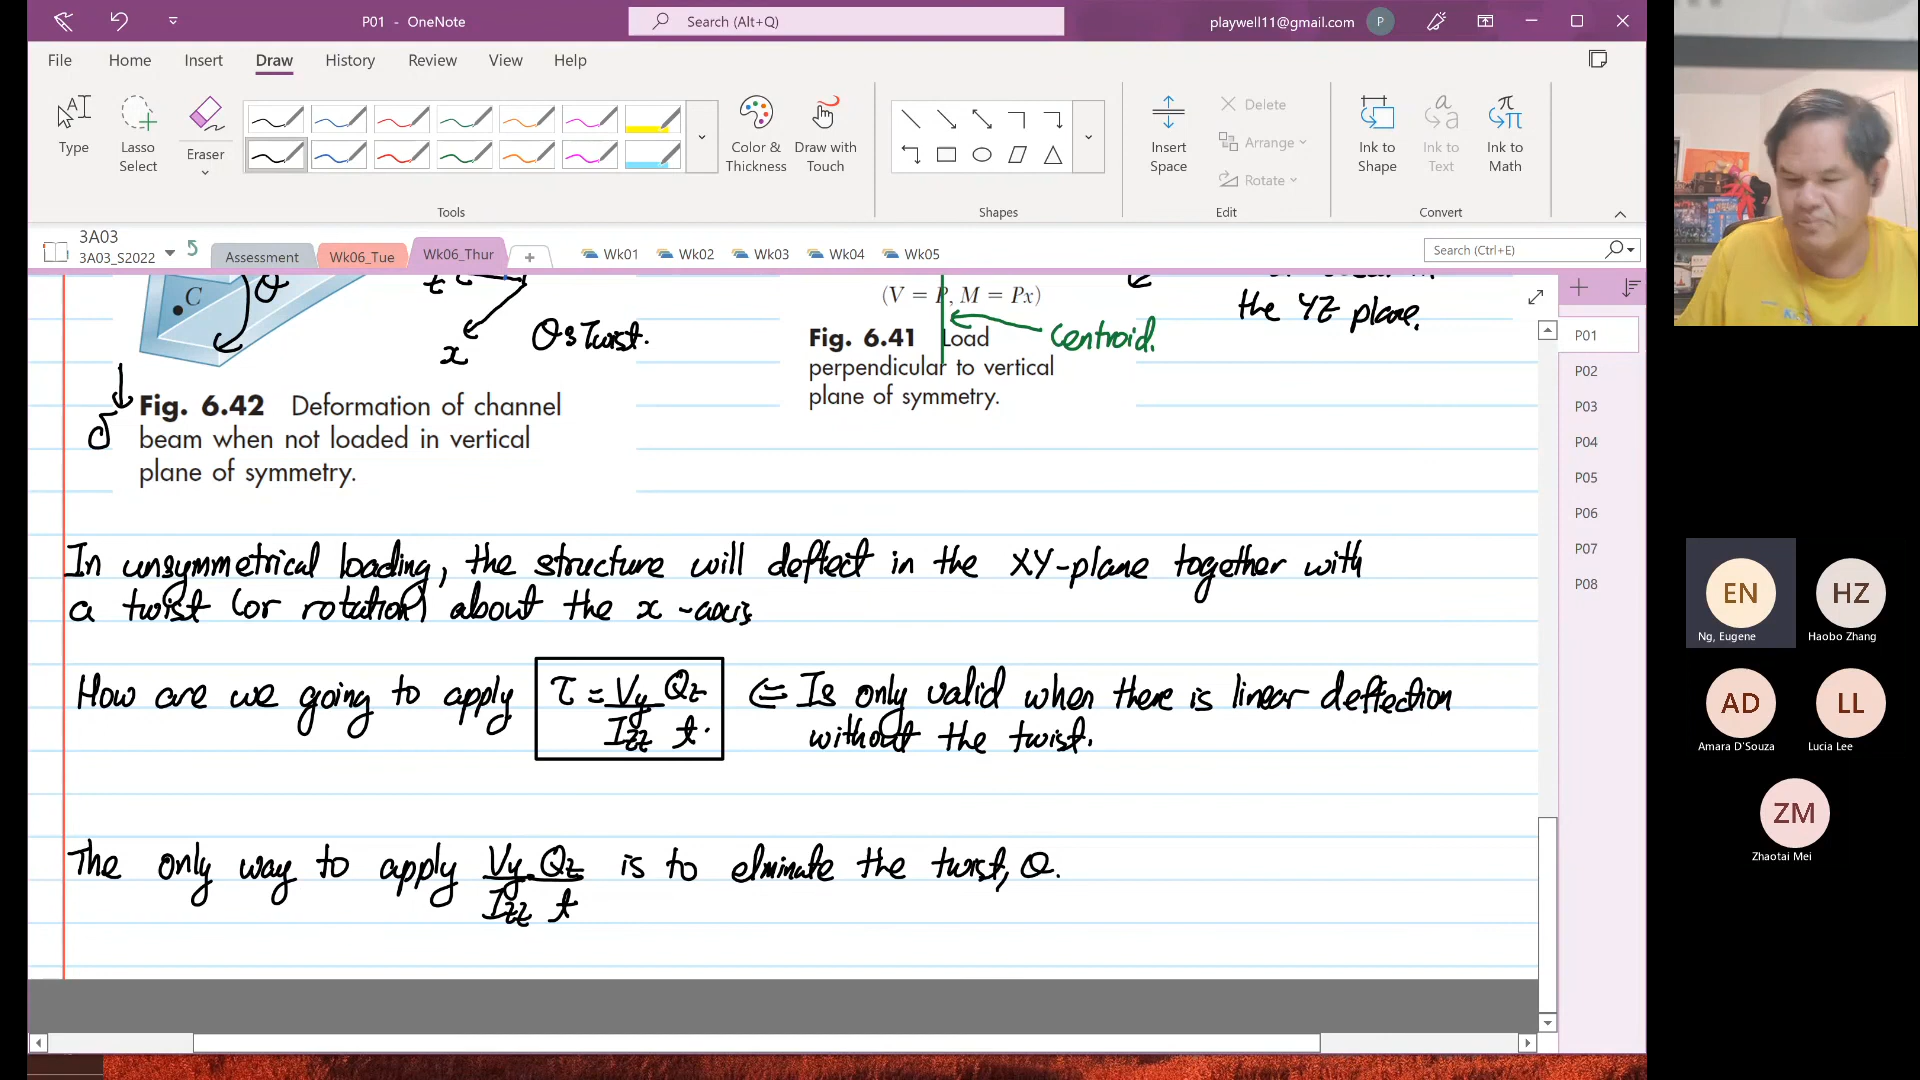 P01 - OneNote
Search (Alt+Q)
playwell11@gmail.com
P
File Home Insert Draw History Review View Help
Type
Lasso Select
Eraser
Color & Thickness
Draw with Touch
Insert Space
Delete
Arrange
Rotate
Ink to Shape
Ink to Text
Ink to Math
Tools
Shapes
Edit
Convert
3A03
3A03_S2022
Assessment
Wk06_Tue
Wk06_Thur
Wk01
Wk02
Wk03
Wk04
Wk05
Search (Ctrl+E)
C
θ
x
θ is Twist.
δ
Fig. 6.42 Deformation of channel
beam when not loaded in vertical
plane of symmetry.
(V = P, M = Px)
Fig. 6.41 Load
perpendicular to vertical
plane of symmetry.
Centroid.
the YZ plane.
In unsymmetrical loading, the structure will deflect in the XY-plane together with
a twist (or rotation) about the x-axis
How are we going to apply τ = Vy Qz / Izz t. ⇐ Is only valid when there is linear deflection
without the twist.
The only way to apply Vy Qz / Izz t is to elminate the twist, θ.
P01
P02
P03
P04
P05
P06
P07
P08
EN
Ng, Eugene
HZ
Haobo Zhang
AD
Amara D'Souza
LL
Lucia Lee
ZM
Zhaotai Mei